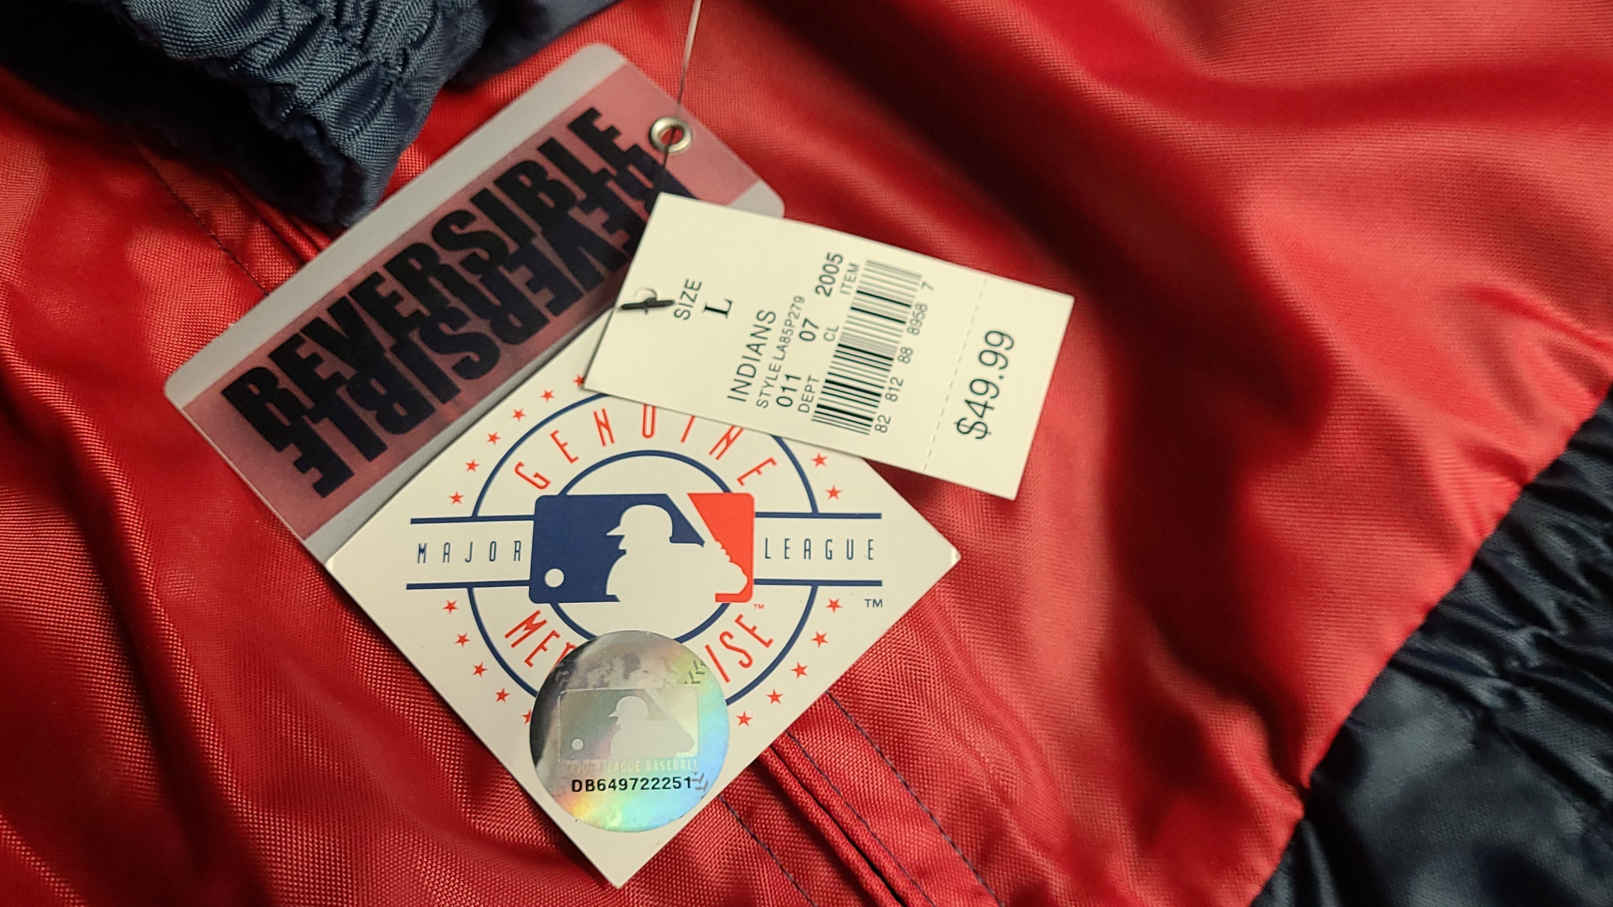 REVERSIBLE
REVERSIBLE
SIZE
L
INDIANS
STYLE LA85P279
011 07 2005
DEPT CL ITEM
82 812 88 8958 7
$49.99
GENUINE
MAJOR LEAGUE
TM
TM
DB649722251